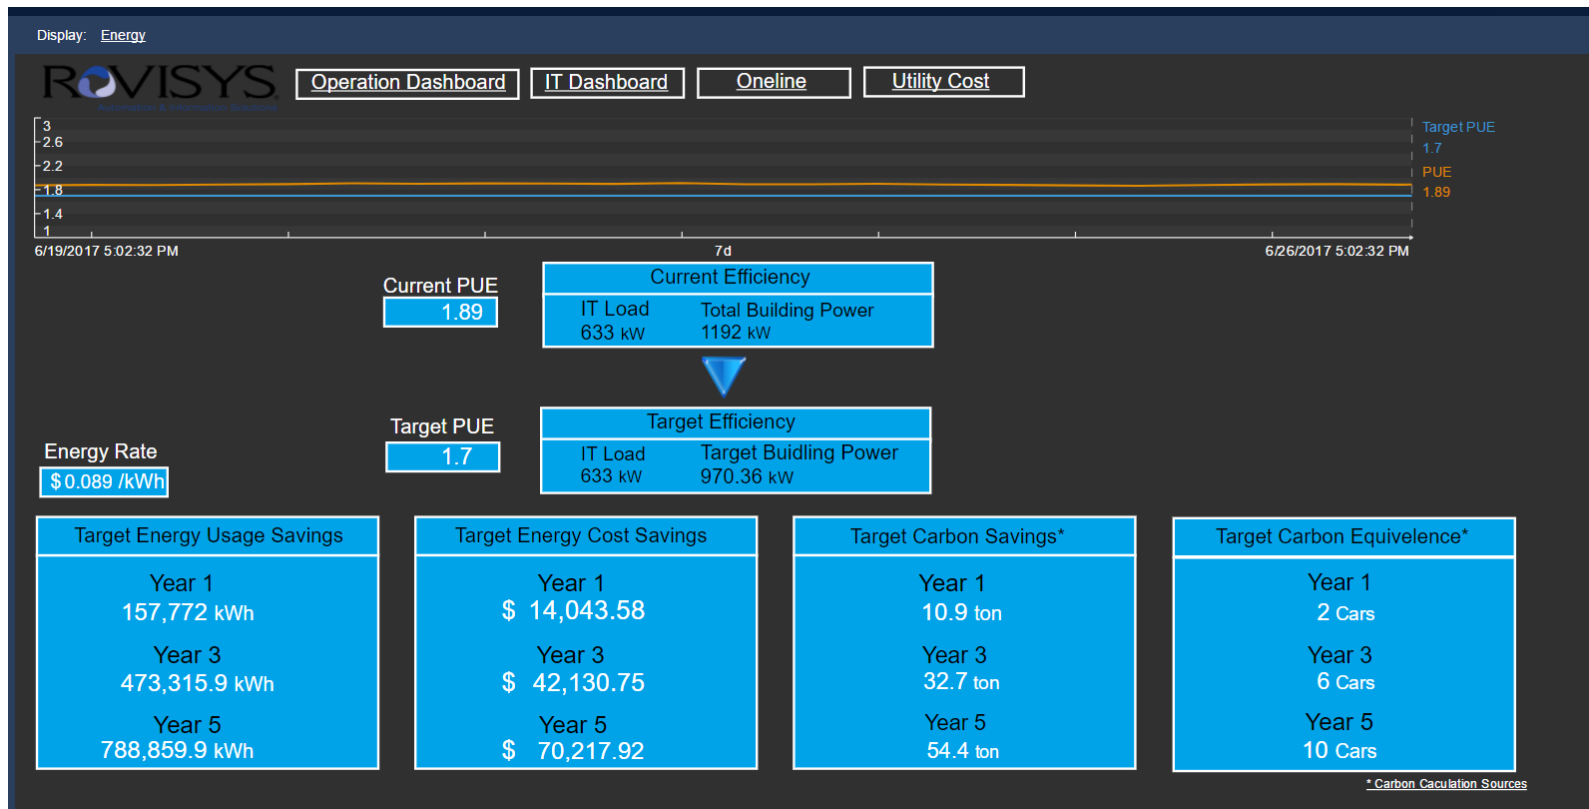 Display: Energy
ROVISYS
Automation & Information Solutions
Operation Dashboard IT Dashboard Oneline Utility Cost
3
2.6
2.2
1.8
1.4
1
Target PUE
1.7
PUE
1.89
6/19/2017 5:02:32 PM 7d 6/26/2017 5:02:32 PM
Current PUE
1.89
Current Efficiency
IT Load Total Building Power
633 kW 1192 kW
Target PUE
1.7
Target Efficiency
IT Load Target Buidling Power
633 kW 970.36 kW
Energy Rate
$0.089 /kWh
Target Energy Usage Savings
Year 1
157,772 kWh
Year 3
473,315.9 kWh
Year 5
788,859.9 kWh
Target Energy Cost Savings
Year 1
$ 14,043.58
Year 3
$ 42,130.75
Year 5
$ 70,217.92
Target Carbon Savings*
Year 1
10.9 ton
Year 3
32.7 ton
Year 5
54.4 ton
Target Carbon Equivelence*
Year 1
2 Cars
Year 3
6 Cars
Year 5
10 Cars
* Carbon Caculation Sources